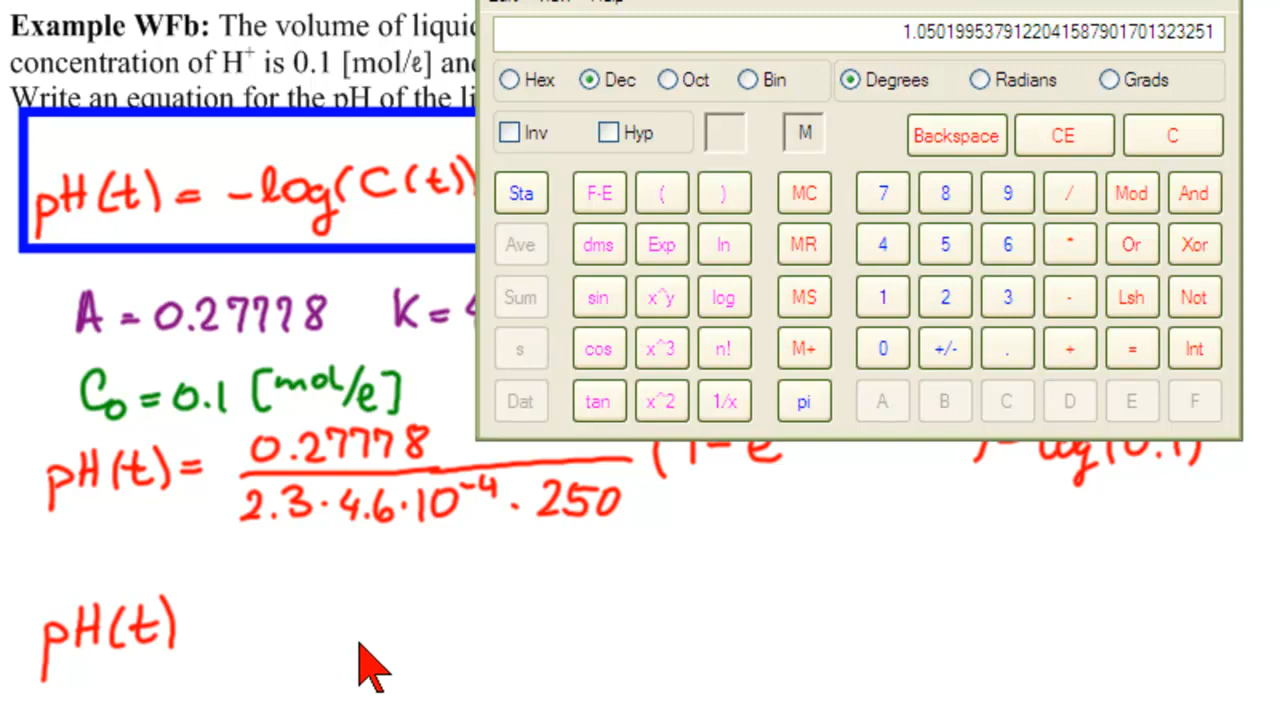 Example WFb: The volume of liquid
concentration of H⁺ is 0.1 [mol/ℓ] and
Write an equation for the pH of the li
pH(t) = -log(C(t))
A = 0.27778 K = 4
C₀ = 0.1 [mol/ℓ]
pH(t) = 0.27778 / 2.3·4.6·10⁻⁴·250 (1-e ) - log(0.1)
pH(t)
1.0501995379122041587901701323251
Hex Dec Oct Bin Degrees Radians Grads
Inv Hyp M Backspace CE C
Sta F-E ( ) MC 7 8 9 / Mod And
Ave dms Exp ln MR 4 5 6 * Or Xor
Sum sin x^y log MS 1 2 3 - Lsh Not
s cos x^3 n! M+ 0 +/- . + = Int
Dat tan x^2 1/x pi A B C D E F